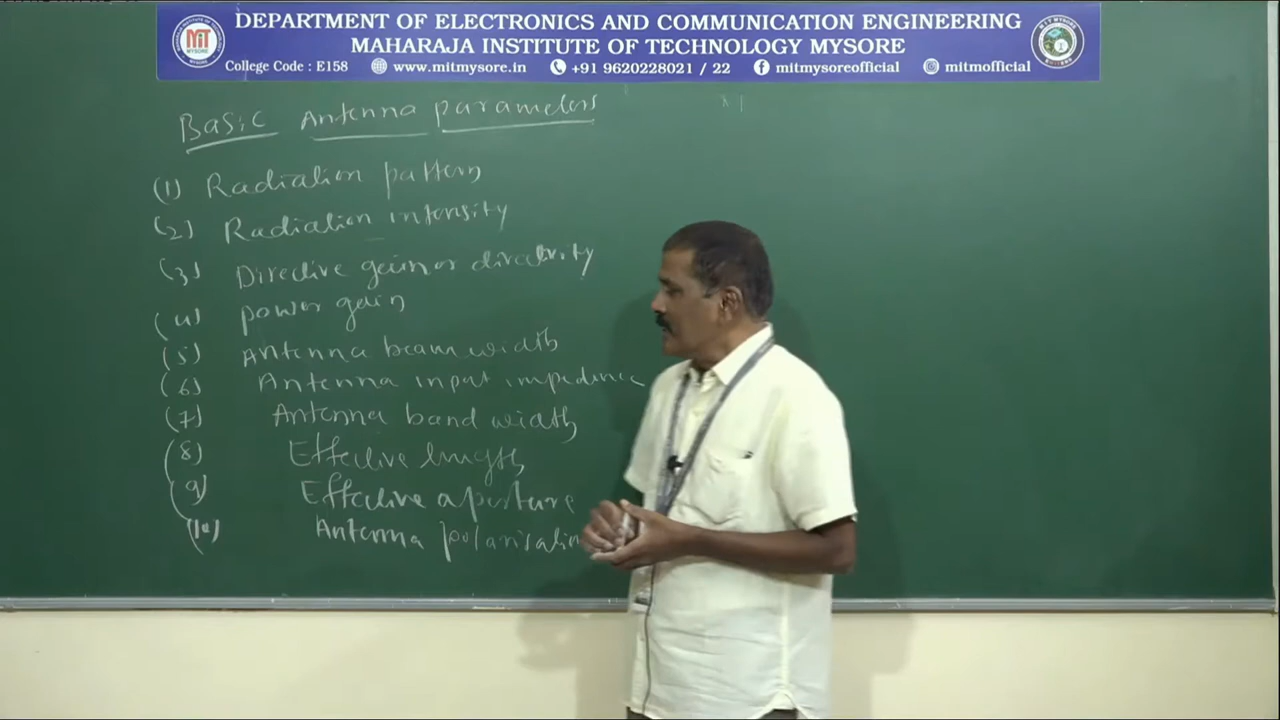 DEPARTMENT OF ELECTRONICS AND COMMUNICATION ENGINEERING
MAHARAJA INSTITUTE OF TECHNOLOGY MYSORE
College Code : E158 www.mitmysore.in +91 9620228021 / 22 mitmysoreofficial mitmofficial
MIT
MYSORE
Basic Antenna parameters
(1) Radiation pattern
(2) Radiation intensity
(3) Directive gain or directivity
(4) power gain
(5) Antenna beam width
(6) Antenna input impedence
(7) Antenna band width
(8) Effective length
(9) Effective aperture
(10) Antenna polarisation